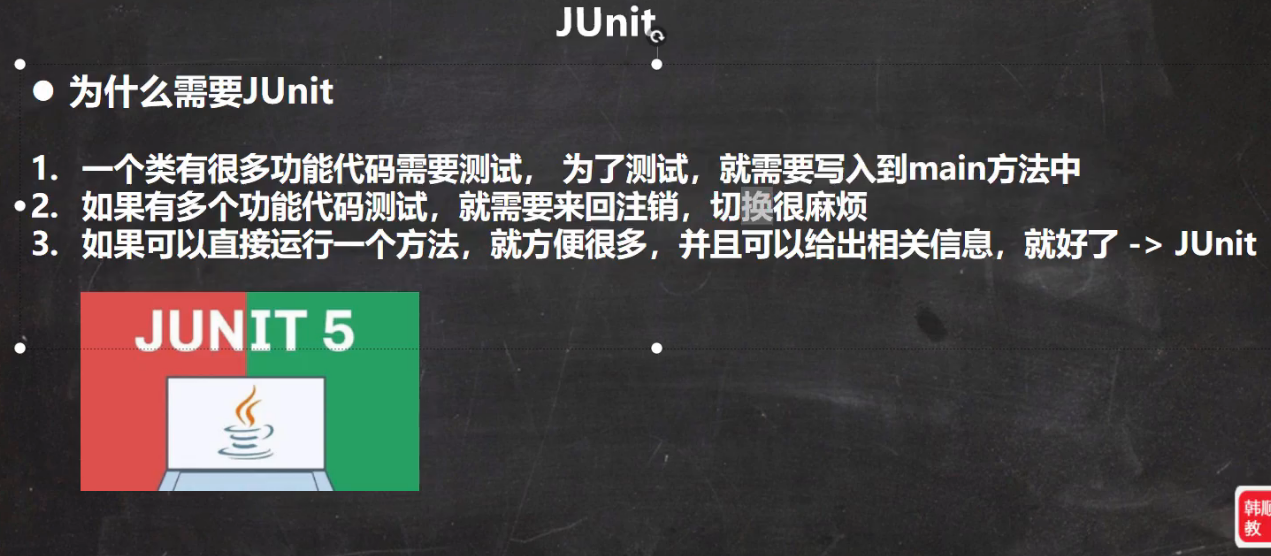 JUnit
● 为什么需要JUnit
1. 一个类有很多功能代码需要测试， 为了测试，就需要写入到main方法中
2. 如果有多个功能代码测试，就需要来回注销，切换很麻烦
3. 如果可以直接运行一个方法，就方便很多，并且可以给出相关信息，就好了 -> JUnit
JUNIT 5
韩顺
教